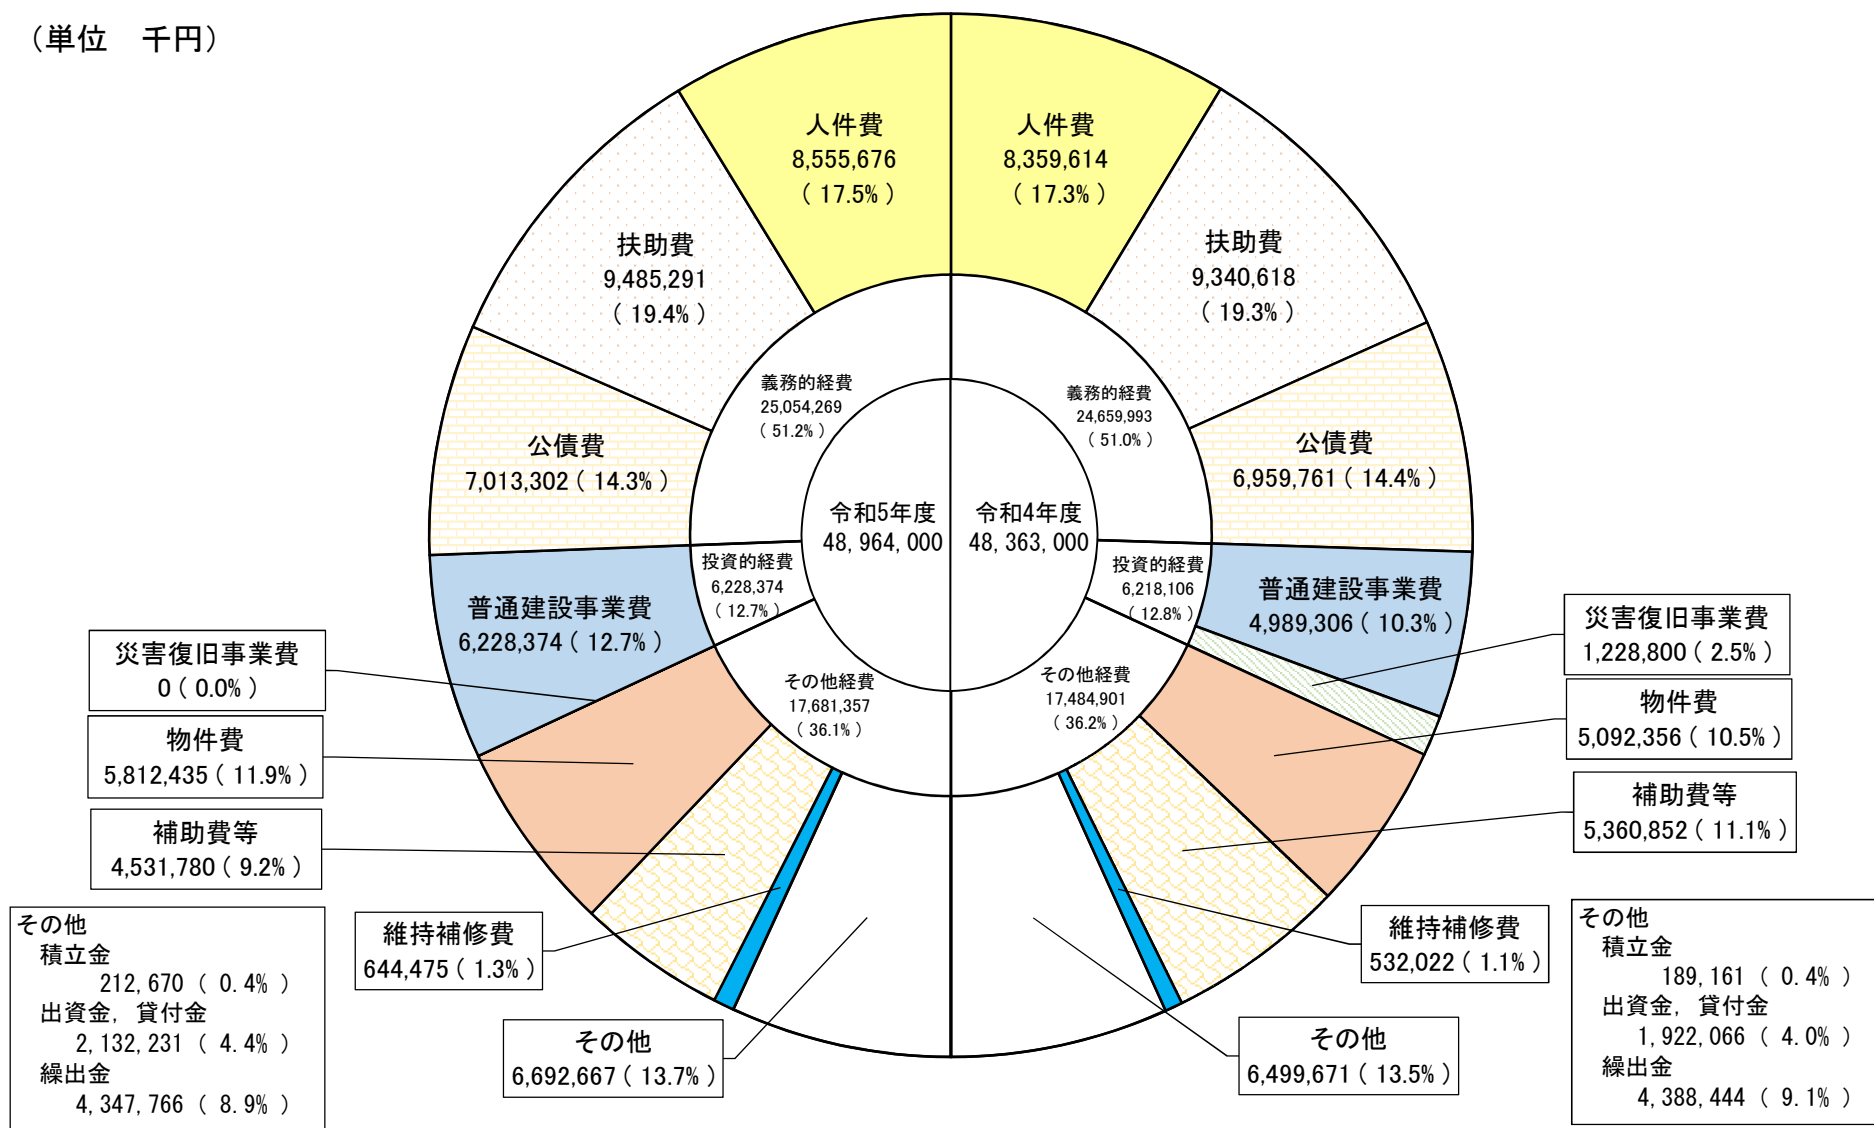 （単位　千円）
人件費
8,555,676
（ 17.5% ）
人件費
8,359,614
（ 17.3% ）
扶助費
9,485,291
（ 19.4% ）
扶助費
9,340,618
（ 19.3% ）
公債費
7,013,302（ 14.3% ）
公債費
6,959,761（ 14.4% ）
義務的経費
25,054,269
（ 51.2% ）
義務的経費
24,659,993
（ 51.0% ）
令和5年度
48,964,000
令和4年度
48,363,000
投資的経費
6,228,374
（ 12.7% ）
投資的経費
6,218,106
（ 12.8% ）
普通建設事業費
6,228,374（ 12.7% ）
普通建設事業費
4,989,306（ 10.3% ）
その他経費
17,681,357
（ 36.1% ）
その他経費
17,484,901
（ 36.2% ）
災害復旧事業費
0（ 0.0% ）
物件費
5,812,435（ 11.9% ）
補助費等
4,531,780（ 9.2% ）
維持補修費
644,475（ 1.3% ）
その他
6,692,667（ 13.7% ）
その他
積立金
212,670 （ 0.4% ）
出資金，貸付金
2,132,231 （ 4.4% ）
繰出金
4,347,766 （ 8.9% ）
災害復旧事業費
1,228,800（ 2.5% ）
物件費
5,092,356（ 10.5% ）
補助費等
5,360,852（ 11.1% ）
維持補修費
532,022（ 1.1% ）
その他
6,499,671（ 13.5% ）
その他
積立金
189,161 （ 0.4% ）
出資金，貸付金
1,922,066 （ 4.0% ）
繰出金
4,388,444 （ 9.1% ）